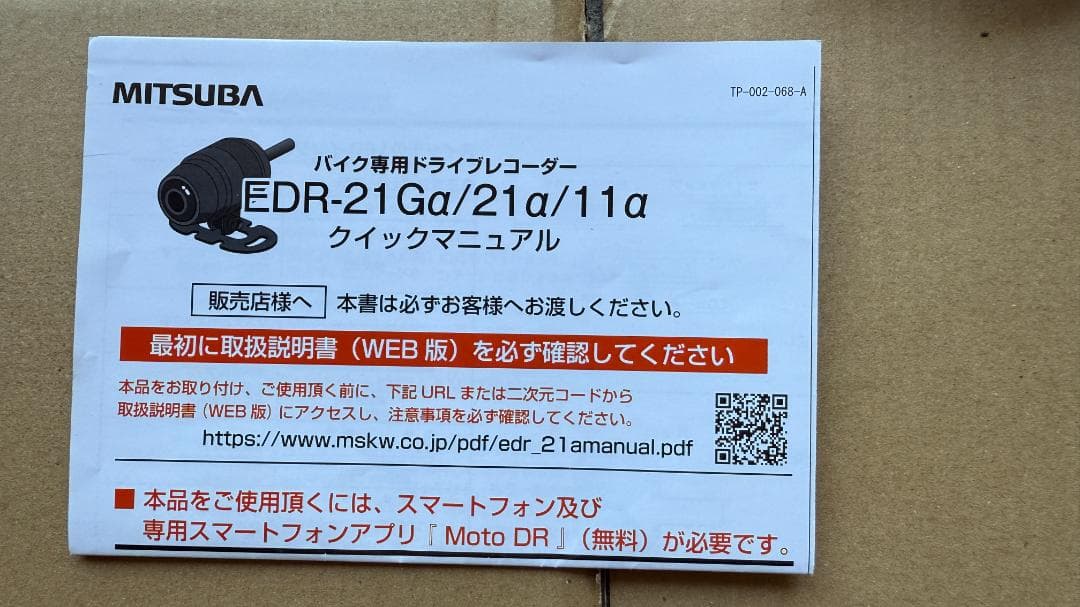 MITSUBA
TP-002-068-A
バイク専用ドライブレコーダー
EDR-21Gα/21α/11α
クイックマニュアル
販売店様へ 本書は必ずお客様へお渡しください。
最初に取扱説明書（WEB版）を必ず確認してください
本品をお取り付け、ご使用頂く前に、下記URLまたは二次元コードから
取扱説明書（WEB版）にアクセスし、注意事項を必ず確認してください。
https://www.mskw.co.jp/pdf/edr_21amanual.pdf
■ 本品をご使用頂くには、スマートフォン及び
専用スマートフォンアプリ『 Moto DR 』（無料）が必要です。